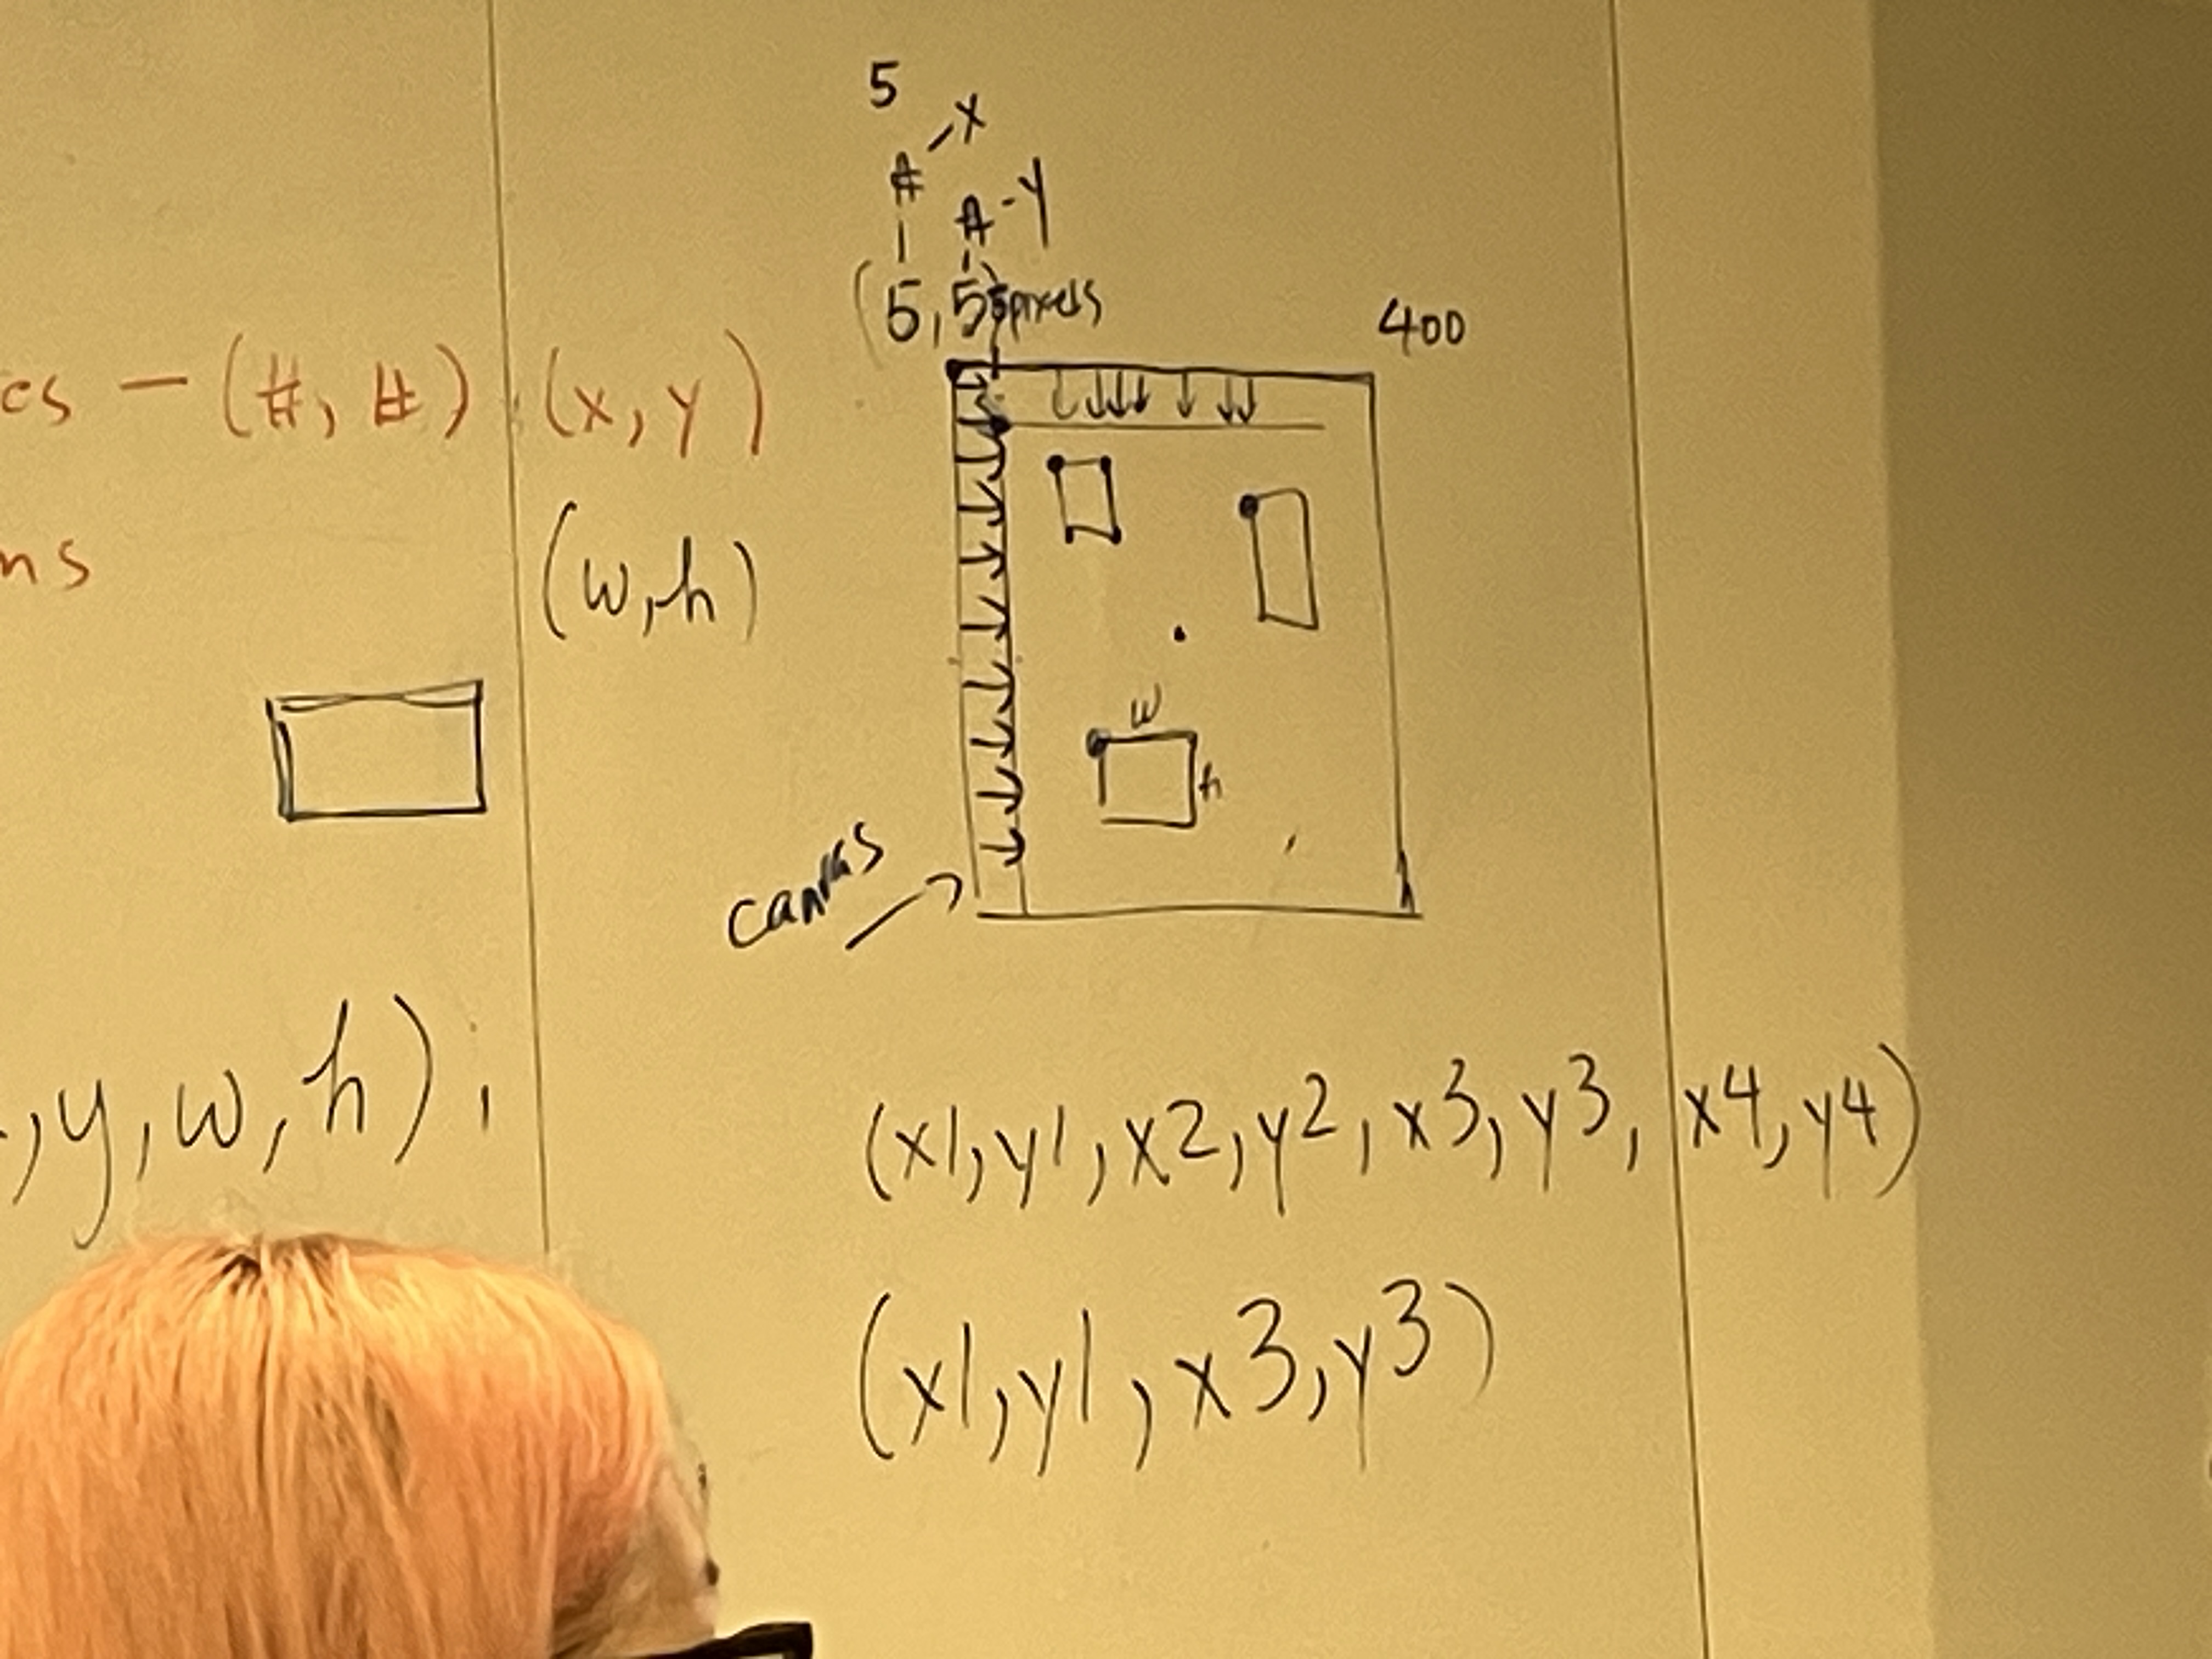 5
# - x
# - y
(5,5) 5pixels
400
cs - (#, #) (x, y)
ns
(w,h)
w
h
canvas
,y,w,h);
(x1,y1,x2,y2,x3,y3,x4,y4)
(x1,y1,x3,y3)